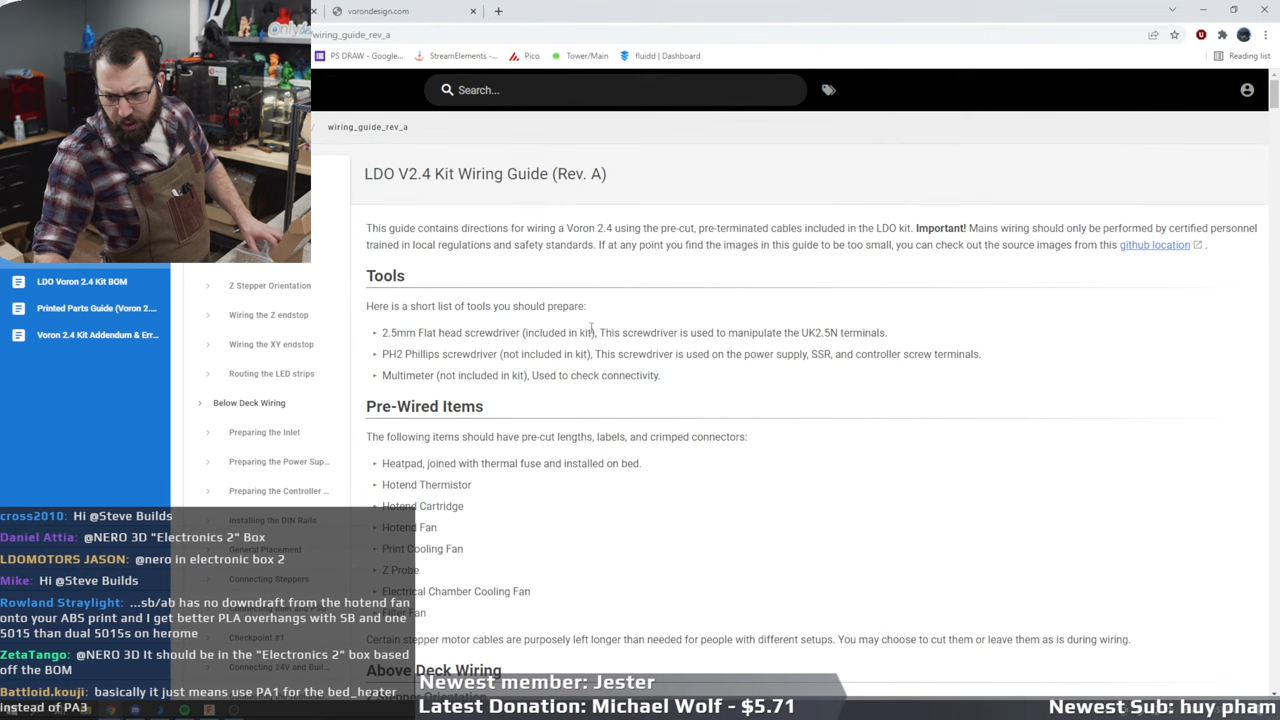 vorondesign.com
wiring_guide_rev_a
PS DRAW - Google...
StreamElements -...
Pico
Tower/Main
fluidd | Dashboard
Reading list
Search...
wiring_guide_rev_a
LDO V2.4 Kit Wiring Guide (Rev. A)
This guide contains directions for wiring a Voron 2.4 using the pre-cut, pre-terminated cables included in the LDO kit. Important! Mains wiring should only be performed by certified personnel
trained in local regulations and safety standards. If at any point you find the images in this guide to be too small, you can check out the source images from this github location .
Tools
Here is a short list of tools you should prepare:
2.5mm Flat head screwdriver (included in kit), This screwdriver is used to manipulate the UK2.5N terminals.
PH2 Phillips screwdriver (not included in kit), This screwdriver is used on the power supply, SSR, and controller screw terminals.
Multimeter (not included in kit), Used to check connectivity.
Pre-Wired Items
The following items should have pre-cut lengths, labels, and crimped connectors:
Heatpad, joined with thermal fuse and installed on bed.
Hotend Thermistor
Hotend Cartridge
Hotend Fan
Print Cooling Fan
Z Probe
Electrical Chamber Cooling Fan
Filter Fan
Certain stepper motor cables are purposely left longer than needed for people with different setups. You may choose to cut them or leave them as is during wiring.
Above Deck Wiring
Z Stepper Orientation
LDO Voron 2.4 Kit BOM
Printed Parts Guide (Voron 2....
Voron 2.4 Kit Addendum & Err...
Z Stepper Orientation
Wiring the Z endstop
Wiring the XY endstop
Routing the LED strips
Below Deck Wiring
Preparing the Inlet
Preparing the Power Sup...
Preparing the Controller ...
Installing the DIN Rails
General Placement
Connecting Steppers
Checkpoint #1
Connecting 24V and Buil...
cross2010: Hi @Steve Builds
Daniel Attia: @NERO 3D "Electronics 2" Box
LDOMOTORS JASON: @nero in electronic box 2
Mike: Hi @Steve Builds
Rowland Straylight: ...sb/ab has no downdraft from the hotend fan
onto your ABS print and I get better PLA overhangs with SB and one
5015 than dual 5015s on herome
ZetaTango: @NERO 3D It should be in the "Electronics 2" box based
off the BOM
Battloid.kouji: basically it just means use PA1 for the bed_heater
instead of PA3
Newest member: Jester
Latest Donation: Michael Wolf - $5.71
Newest Sub: huy pham